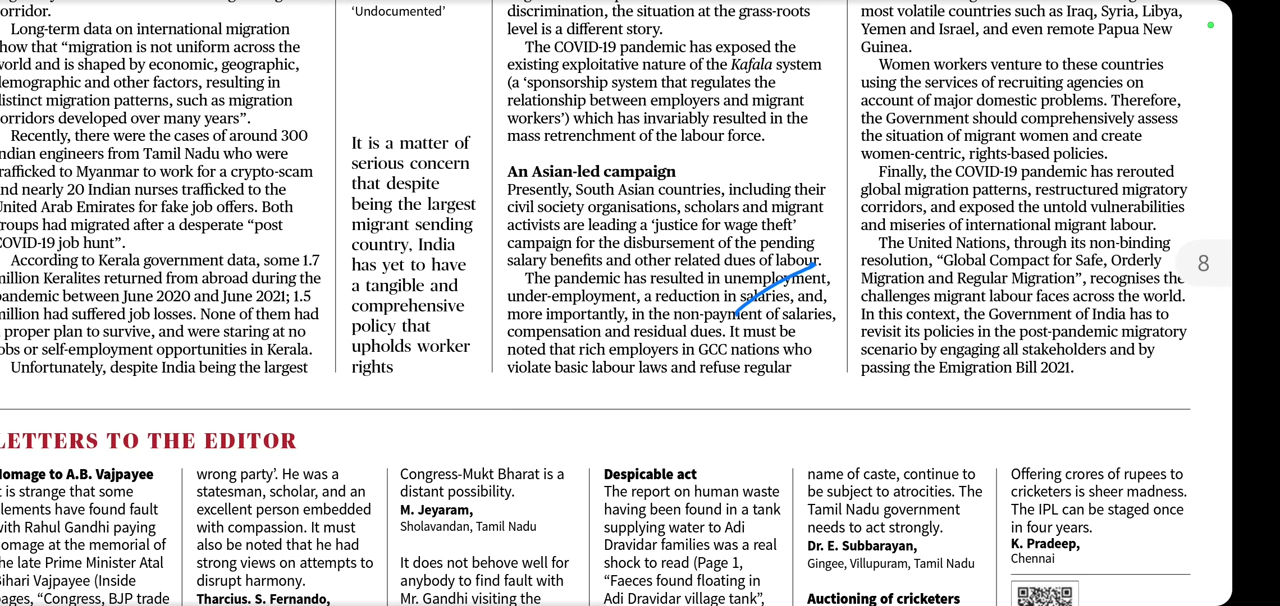 corridor.
Long-term data on international migration
show that “migration is not uniform across the
world and is shaped by economic, geographic,
demographic and other factors, resulting in
distinct migration patterns, such as migration
corridors developed over many years”.
Recently, there were the cases of around 300
Indian engineers from Tamil Nadu who were
trafficked to Myanmar to work for a crypto-scam
and nearly 20 Indian nurses trafficked to the
United Arab Emirates for fake job offers. Both
groups had migrated after a desperate “post
COVID-19 job hunt”.
According to Kerala government data, some 1.7
million Keralites returned from abroad during the
pandemic between June 2020 and June 2021; 1.5
million had suffered job losses. None of them had
proper plan to survive, and were staring at no
jobs or self-employment opportunities in Kerala.
Unfortunately, despite India being the largest
‘Undocumented’
It is a matter of
serious concern
that despite
being the largest
migrant sending
country, India
has yet to have
a tangible and
comprehensive
policy that
upholds worker
rights
discrimination, the situation at the grass-roots
level is a different story.
The COVID-19 pandemic has exposed the
existing exploitative nature of the Kafala system
(a ‘sponsorship system that regulates the
relationship between employers and migrant
workers’) which has invariably resulted in the
mass retrenchment of the labour force.
An Asian-led campaign
Presently, South Asian countries, including their
civil society organisations, scholars and migrant
activists are leading a ‘justice for wage theft’
campaign for the disbursement of the pending
salary benefits and other related dues of labour.
The pandemic has resulted in unemployment,
under-employment, a reduction in salaries, and,
more importantly, in the non-payment of salaries,
compensation and residual dues. It must be
noted that rich employers in GCC nations who
violate basic labour laws and refuse regular
most volatile countries such as Iraq, Syria, Libya,
Yemen and Israel, and even remote Papua New
Guinea.
Women workers venture to these countries
using the services of recruiting agencies on
account of major domestic problems. Therefore,
the Government should comprehensively assess
the situation of migrant women and create
women-centric, rights-based policies.
Finally, the COVID-19 pandemic has rerouted
global migration patterns, restructured migratory
corridors, and exposed the untold vulnerabilities
and miseries of international migrant labour.
The United Nations, through its non-binding
resolution, “Global Compact for Safe, Orderly
Migration and Regular Migration”, recognises the
challenges migrant labour faces across the world.
In this context, the Government of India has to
revisit its policies in the post-pandemic migratory
scenario by engaging all stakeholders and by
passing the Emigration Bill 2021.
8
LETTERS TO THE EDITOR
Homage to A.B. Vajpayee
It is strange that some
elements have found fault
with Rahul Gandhi paying
homage at the memorial of
the late Prime Minister Atal
Bihari Vajpayee (Inside
pages, “Congress, BJP trade
wrong party’. He was a
statesman, scholar, and an
excellent person embedded
with compassion. It must
also be noted that he had
strong views on attempts to
disrupt harmony.
Tharcius. S. Fernando,
Congress-Mukt Bharat is a
distant possibility.
M. Jeyaram,
Sholavandan, Tamil Nadu
It does not behove well for
anybody to find fault with
Mr. Gandhi visiting the
Despicable act
The report on human waste
having been found in a tank
supplying water to Adi
Dravidar families was a real
shock to read (Page 1,
“Faeces found floating in
Adi Dravidar village tank”,
name of caste, continue to
be subject to atrocities. The
Tamil Nadu government
needs to act strongly.
Dr. E. Subbarayan,
Gingee, Villupuram, Tamil Nadu
Auctioning of cricketers
Offering crores of rupees to
cricketers is sheer madness.
The IPL can be staged once
in four years.
K. Pradeep,
Chennai